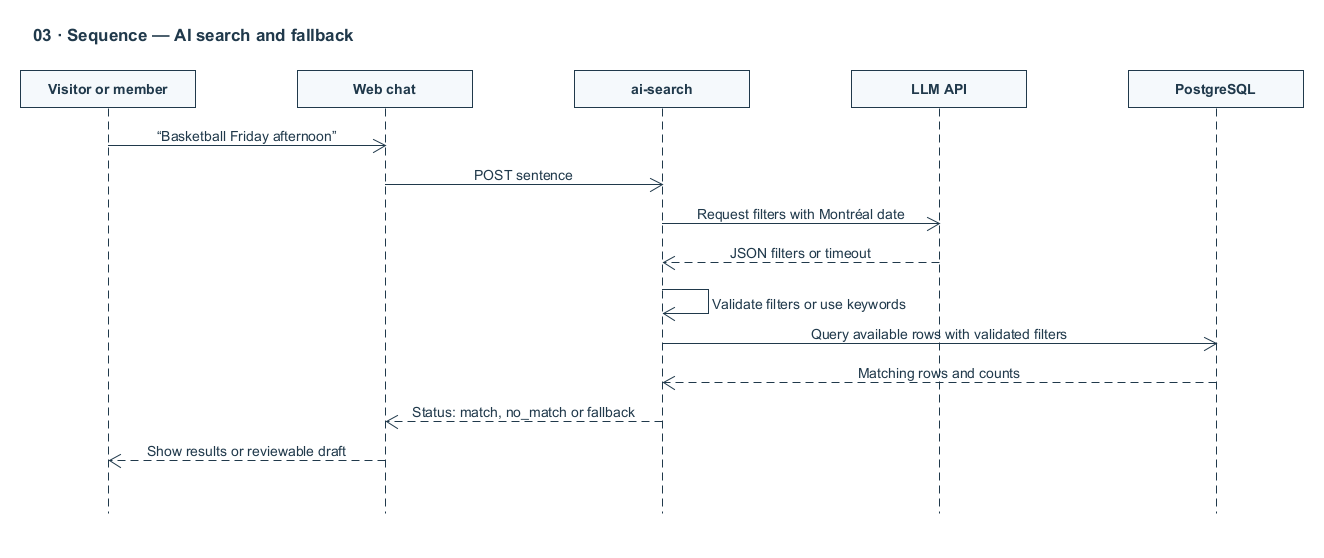 03 · Sequence — AI search and fallback
Visitor or member
Web chat
ai-search
LLM API
PostgreSQL
“Basketball Friday afternoon”
POST sentence
Request filters with Montréal date
JSON filters or timeout
Validate filters or use keywords
Query available rows with validated filters
Matching rows and counts
Status: match, no_match or fallback
Show results or reviewable draft